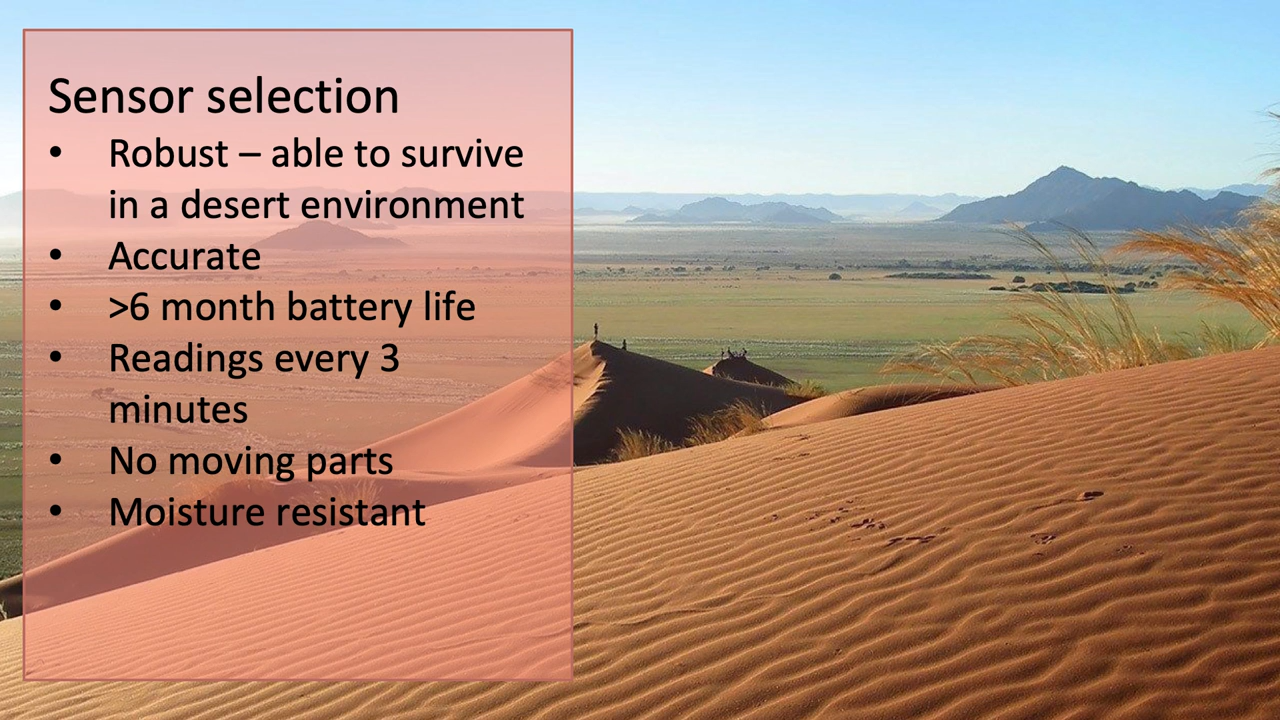 Sensor selection
• Robust – able to survive
in a desert environment
• Accurate
• >6 month battery life
• Readings every 3
minutes
• No moving parts
• Moisture resistant